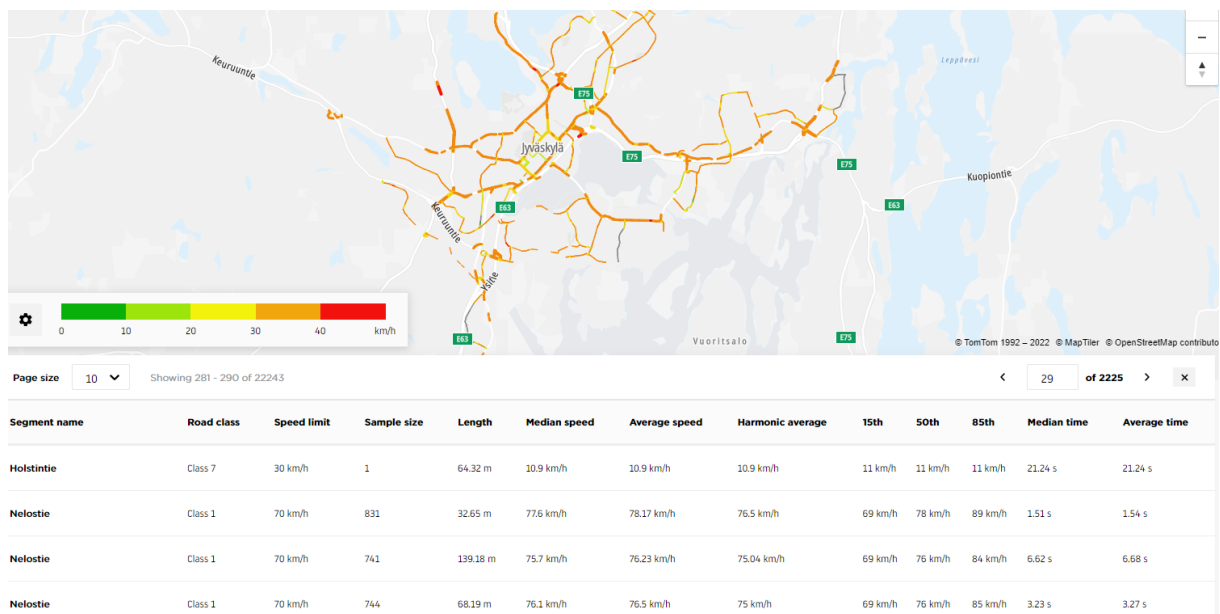 Keuruuntie
Leppävesi
E75
Jyväskylä
E75
E75
Kuopiontie
E63
E63
Keuruuntie
Ysitie
0 10 20 30 40 km/h
E63
Vuoritsalo
E75
© TomTom 1992 – 2022 © MapTiler © OpenStreetMap contributo
Page size 10 Showing 281 - 290 of 22243 29 of 2225
Segment name Road class Speed limit Sample size Length Median speed Average speed Harmonic average 15th 50th 85th Median time Average time
Holstintie Class 7 30 km/h 1 64.32 m 10.9 km/h 10.9 km/h 10.9 km/h 11 km/h 11 km/h 11 km/h 21.24 s 21.24 s
Nelostie Class 1 70 km/h 831 32.65 m 77.6 km/h 78.17 km/h 76.5 km/h 69 km/h 78 km/h 89 km/h 1.51 s 1.54 s
Nelostie Class 1 70 km/h 741 139.18 m 75.7 km/h 76.23 km/h 75.04 km/h 69 km/h 76 km/h 84 km/h 6.62 s 6.68 s
Nelostie Class 1 70 km/h 744 68.19 m 76.1 km/h 76.5 km/h 75 km/h 69 km/h 76 km/h 85 km/h 3.23 s 3.27 s